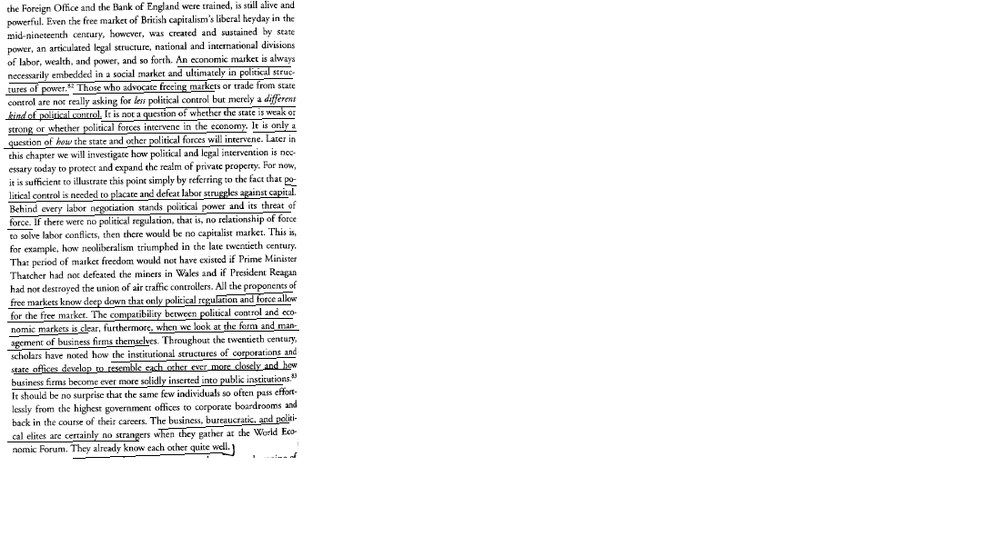 the Foreign Office and the Bank of England were trained, is still alive and
powerful. Even the free market of British capitalism's liberal heyday in the
mid-nineteenth century, however, was created and sustained by state
power, an articulated legal structure, national and international divisions
of labor, wealth, and power, and so forth. An economic market is always
necessarily embedded in a social market and ultimately in political struc-
tures of power.82 Those who advocate freeing markets or trade from state
control are not really asking for less political control but merely a different
kind of political control. It is not a question of whether the state is weak or
strong or whether political forces intervene in the economy. It is only a
question of how the state and other political forces will intervene. Later in
this chapter we will investigate how political and legal intervention is nec-
essary today to protect and expand the realm of private property. For now,
it is sufficient to illustrate this point simply by referring to the fact that po-
litical control is needed to placate and defeat labor struggles against capital.
Behind every labor negotiation stands political power and its threat of
force. If there were no political regulation, that is, no relationship of force
to solve labor conflicts, then there would be no capitalist market. This is,
for example, how neoliberalism triumphed in the late twentieth century.
That period of market freedom would not have existed if Prime Minister
Thatcher had not defeated the miners in Wales and if President Reagan
had not destroyed the union of air traffic controllers. All the proponents of
free markets know deep down that only political regulation and force allow
for the free market. The compatibility between political control and eco-
nomic markets is clear, furthermore, when we look at the form and man-
agement of business firms themselves. Throughout the twentieth century,
scholars have noted how the institutional structures of corporations and
state offices develop to resemble each other ever more closely and how
business firms become ever more solidly inserted into public institutions.83
It should be no surprise that the same few individuals so often pass effort-
lessly from the highest government offices to corporate boardrooms and
back in the course of their careers. The business, bureaucratic, and politi-
cal elites are certainly no strangers when they gather at the World Eco-
nomic Forum. They already know each other quite well.